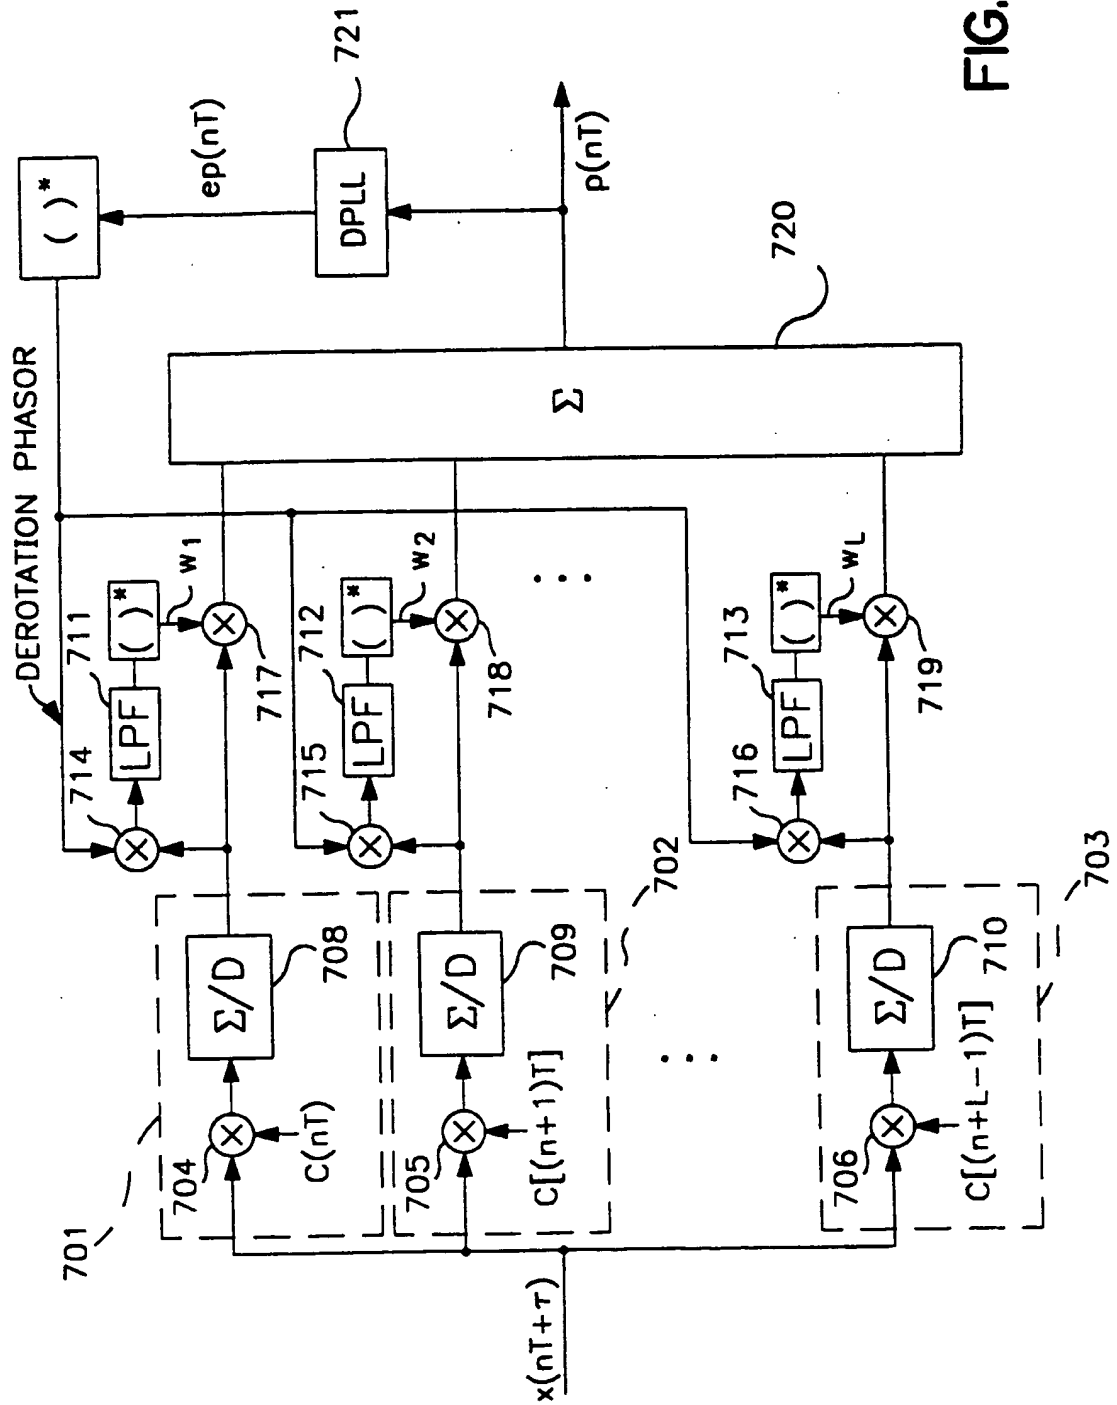 DEROTATION PHASOR
( )*
ep(nT)
721
DPLL
p(nT)
720
Σ
711
( )*
w1
LPF
714
717
712
( )*
w2
LPF
715
718
713
( )*
wL
LPF
716
719
701
704
Σ/D
708
C(nT)
702
705
Σ/D
709
C[(n+1)T]
703
706
Σ/D
710
C[(n+L-1)T]
x(nT+τ)
FIG.